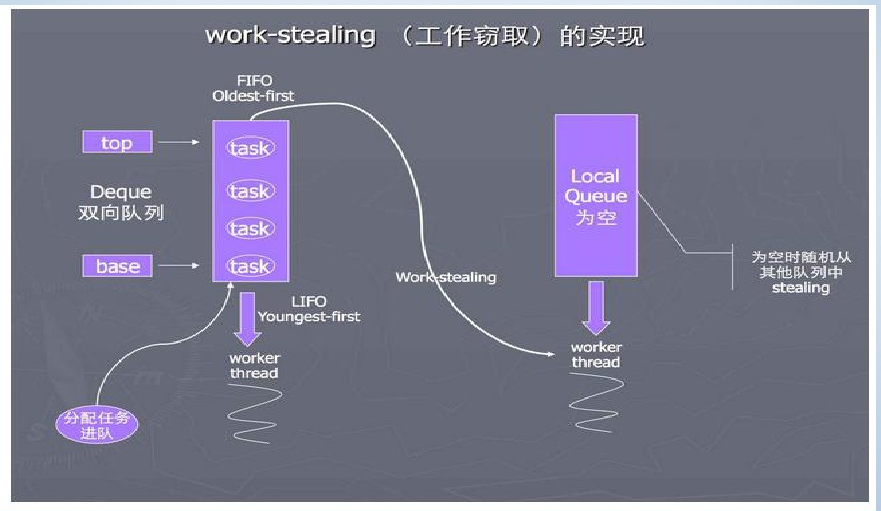 work-stealing （工作窃取）的实现
FIFO
Oldest-first
top
task
task
task
task
Deque
双向队列
base
LIFO
Youngest-first
worker
thread
分配任务
进队
Work-stealing
Local
Queue
为空
worker
thread
为空时随机从
其他队列中
stealing